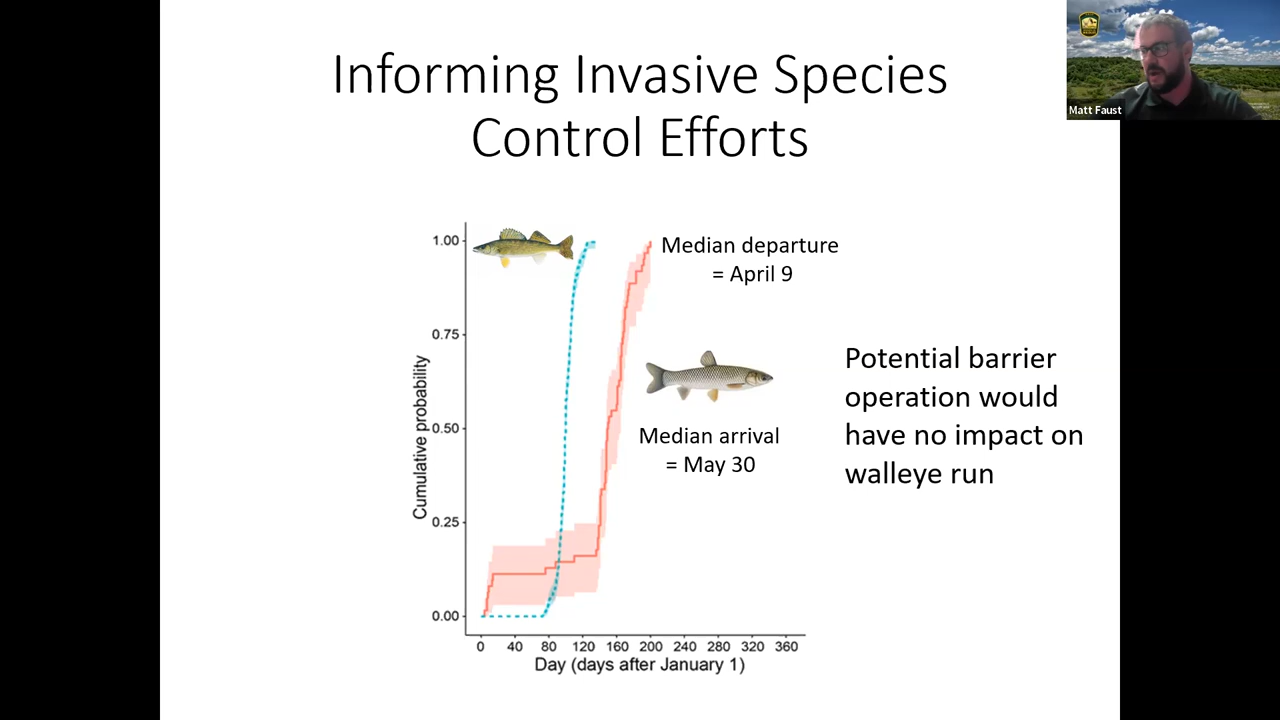 Informing Invasive Species
Control Efforts
Matt Faust
Median departure
= April 9
Median arrival
= May 30
Potential barrier
operation would
have no impact on
walleye run
Cumulative probability
1.00
0.75
0.50
0.25
0.00
0 40 80 120 160 200 240 280 320 360
Day (days after January 1)